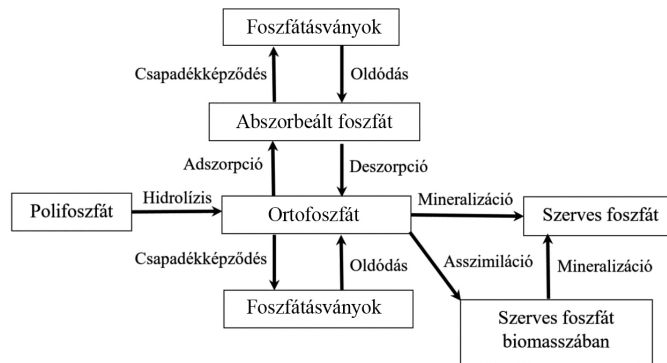 Foszfátásványok
Csapadékképződés
Oldódás
Abszorbeált foszfát
Adszorpció
Deszorpció
Polifoszfát
Hidrolízis
Ortofoszfát
Mineralizáció
Szerves foszfát
Csapadékképződés
Oldódás
Asszimiláció
Mineralizáció
Foszfátásványok
Szerves foszfát
biomasszában